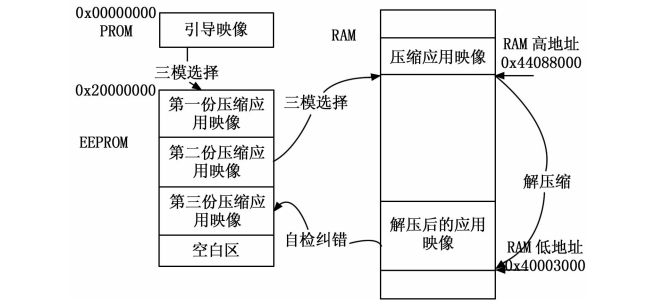 0x00000000
PROM
引导映像
三模选择
0x20000000
EEPROM
第一份压缩应
用映像
第二份压缩应
用映像
第三份压缩应
用映像
空白区
三模选择
自检纠错
RAM
压缩应用映像
RAM 高地址
0x44088000
解压缩
解压后的应用
映像
RAM 低地址
0x40003000